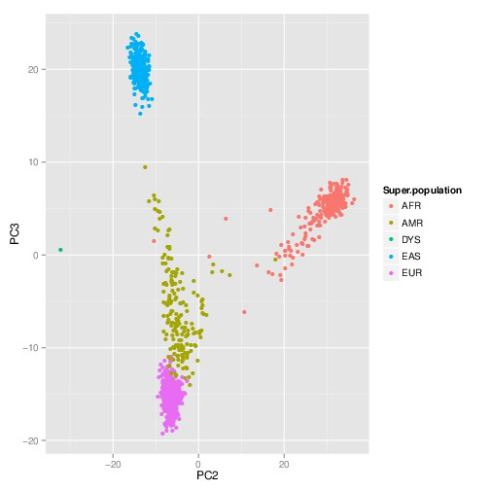 20
10
0
−10
−20
PC3
−20
0
20
PC2
Super.population
AFR
AMR
DYS
EAS
EUR